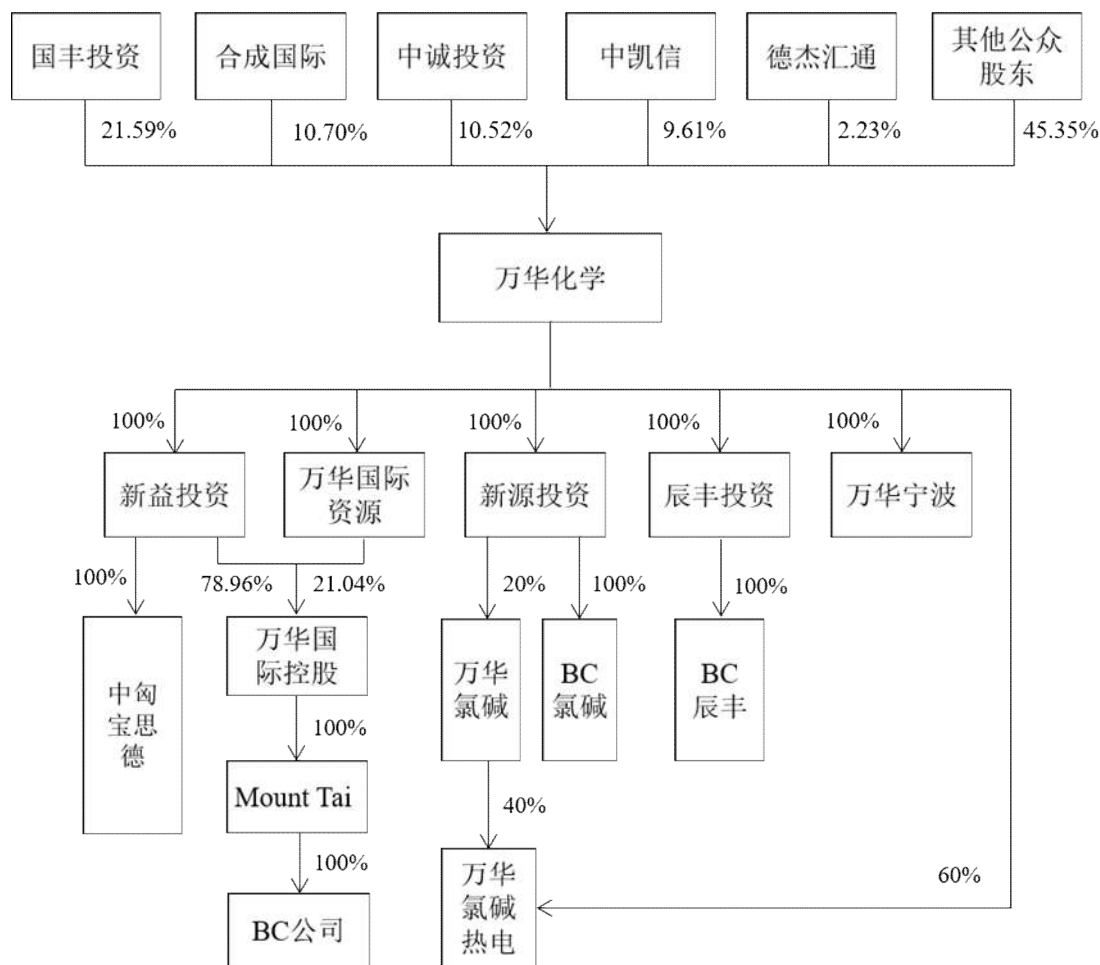 国丰投资
合成国际
中诚投资
中凯信
德杰汇通
其他公众
股东
21.59%
10.70%
10.52%
9.61%
2.23%
45.35%
万华化学
100%
100%
100%
100%
100%
新益投资
万华国际
资源
新源投资
辰丰投资
万华宁波
100%
78.96%
21.04%
20%
100%
100%
中匈
宝思
德
万华国
际控股
万华
氯碱
BC
氯碱
BC
辰丰
100%
Mount Tai
40%
100%
60%
BC公司
万华
氯碱
热电